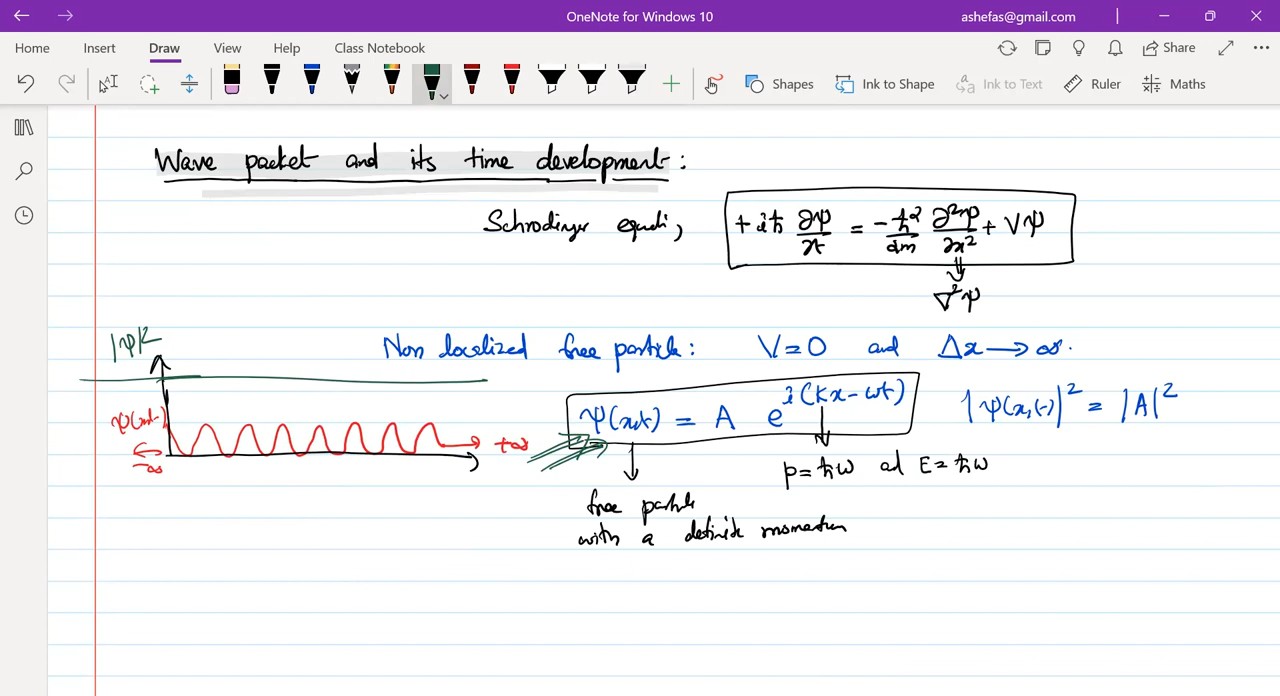 OneNote for Windows 10
ashefas@gmail.com
Home Insert Draw View Help Class Notebook Share
Shapes Ink to Shape Ink to Text Ruler Maths
Wave packet and its time development :
Schrodinger equati, +iħ ∂ψ/∂t = -ħ²/2m ∂²ψ/∂x² + Vψ
⇓
∇²ψ
|ψ|²
Non localized free particle : V=0 and Δx → ∞.
ψ(x,t) = A e^i(kx-ωt) |ψ(x,t)|² = |A|²
ψ(x,t)
-∞ +∞
p=ħω ad E=ħω
free particle
with a definite momentum